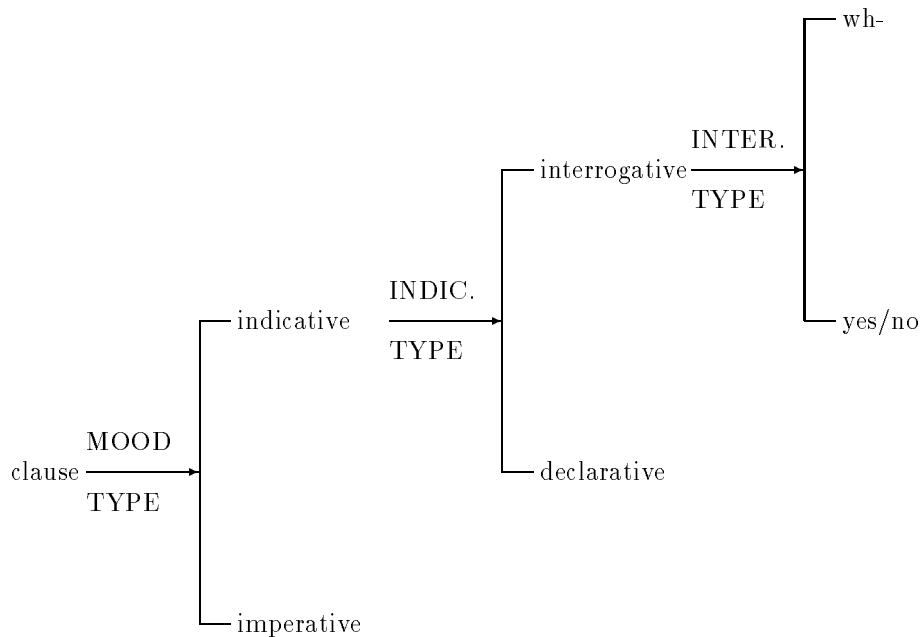 wh-
INTER.
interrogative
TYPE
INDIC.
indicative
yes/no
TYPE
MOOD
clause
declarative
TYPE
imperative